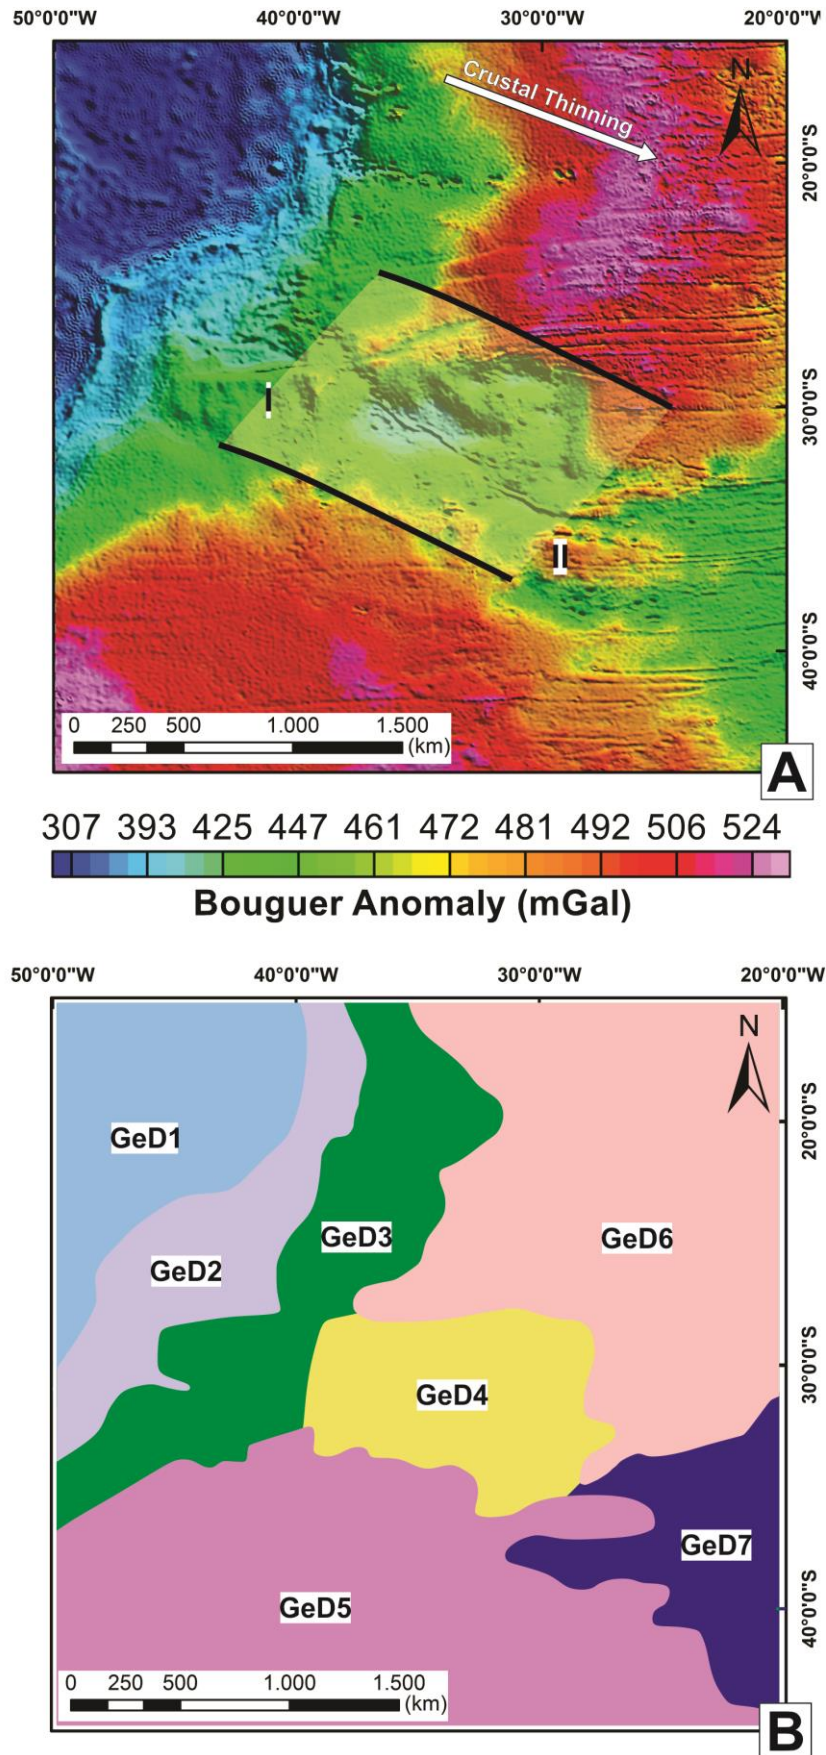 50°0'0"W 40°0'0"W 30°0'0"W 20°0'0"W
Crustal Thinning
N
20°0'0"S
I
30°0'0"S
II
40°0'0"S
0 250 500 1.000 1.500
(km)
A
307 393 425 447 461 472 481 492 506 524
Bouguer Anomaly (mGal)
50°0'0"W 40°0'0"W 30°0'0"W 20°0'0"W
N
20°0'0"S
GeD1
GeD3
GeD6
GeD2
30°0'0"S
GeD4
GeD7
GeD5
40°0'0"S
0 250 500 1.000 1.500
(km)
B